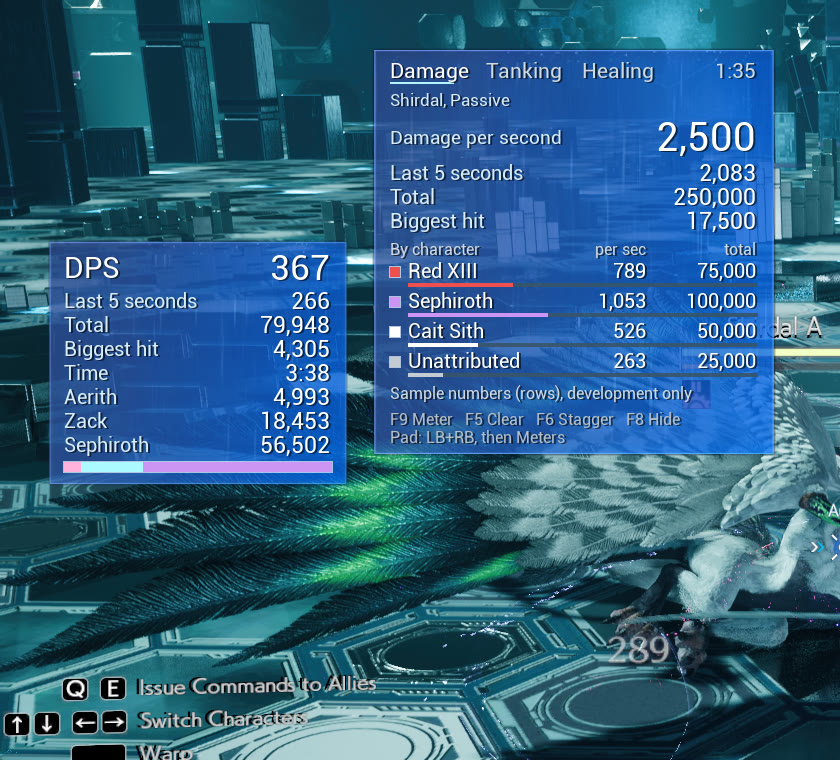 Damage Tanking Healing 1:35
Shirdal, Passive
Damage per second 2,500
Last 5 seconds 2,083
Total 250,000
Biggest hit 17,500
By character per sec total
Red XIII 789 75,000
Sephiroth 1,053 100,000
Cait Sith 526 50,000
Unattributed 263 25,000
Sample numbers (rows), development only
F9 Meter F5 Clear F6 Stagger F8 Hide
Pad: LB+RB, then Meters
DPS 367
Last 5 seconds 266
Total 79,948
Biggest hit 4,305
Time 3:38
Aerith 4,993
Zack 18,453
Sephiroth 56,502
289
Q E Issue Commands to Allies
↑ ↓ ← → Switch Characters
Warp